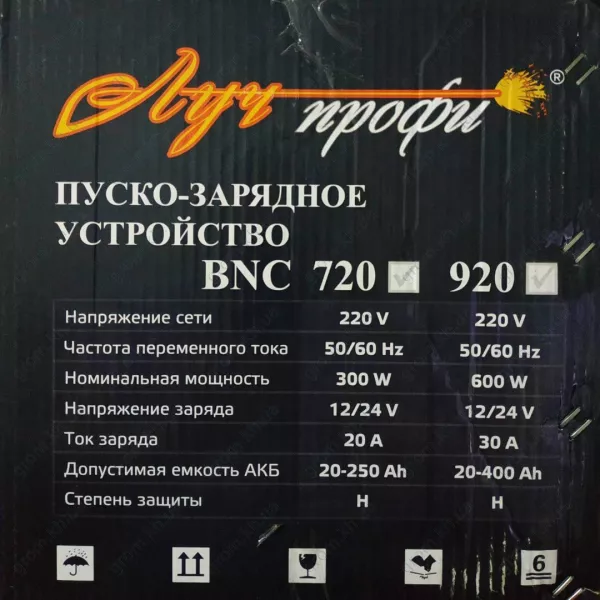 Луч профи ®
ПУСКО-ЗАРЯДНОЕ
УСТРОЙСТВО
BNC 720 920
Напряжение сети 220 V 220 V
Частота переменного тока 50/60 Hz 50/60 Hz
Номинальная мощность 300 W 600 W
Напряжение заряда 12/24 V 12/24 V
Ток заряда 20 A 30 A
Допустимая емкость АКБ 20-250 Ah 20-400 Ah
Степень защиты H H
6